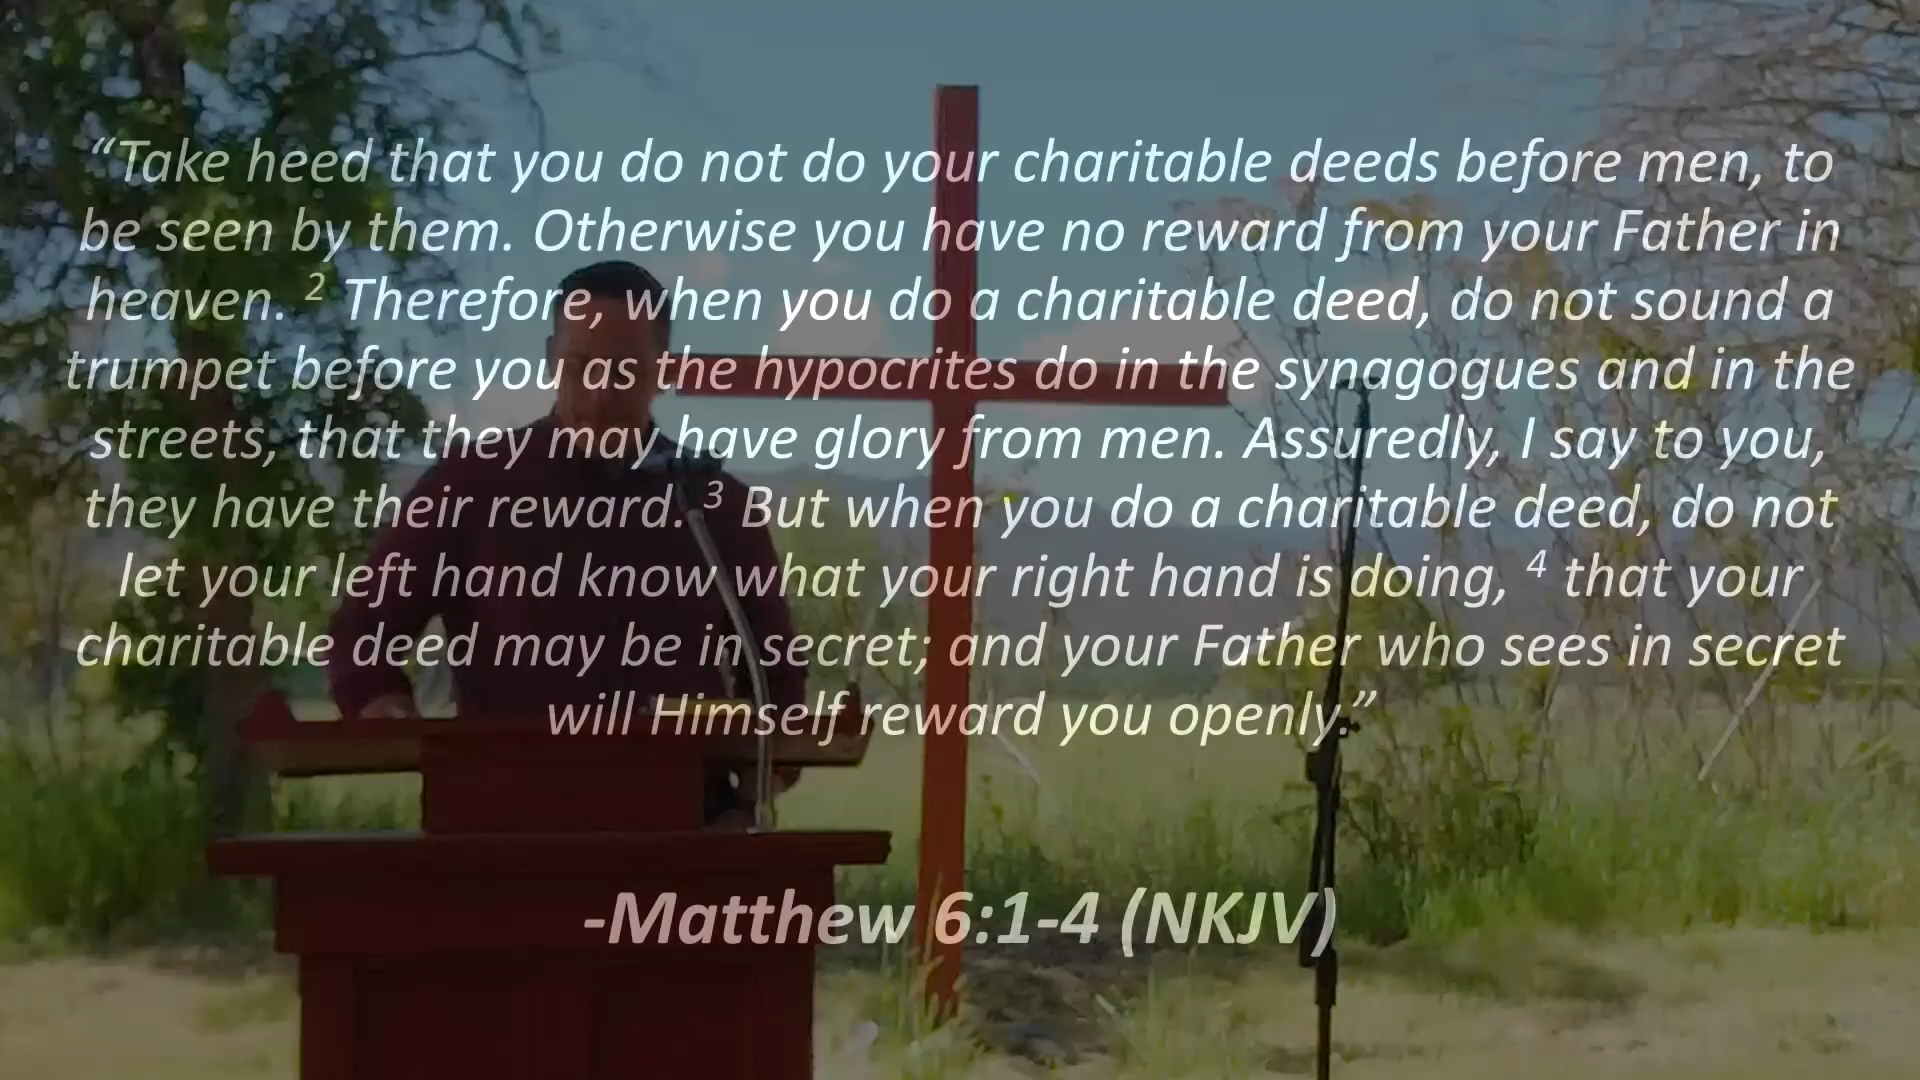 “Take heed that you do not do your charitable deeds before men, to
be seen by them. Otherwise you have no reward from your Father in
heaven. 2 Therefore, when you do a charitable deed, do not sound a
trumpet before you as the hypocrites do in the synagogues and in the
streets, that they may have glory from men. Assuredly, I say to you,
they have their reward. 3 But when you do a charitable deed, do not
let your left hand know what your right hand is doing, 4 that your
charitable deed may be in secret; and your Father who sees in secret
will Himself reward you openly.”
-Matthew 6:1-4 (NKJV)